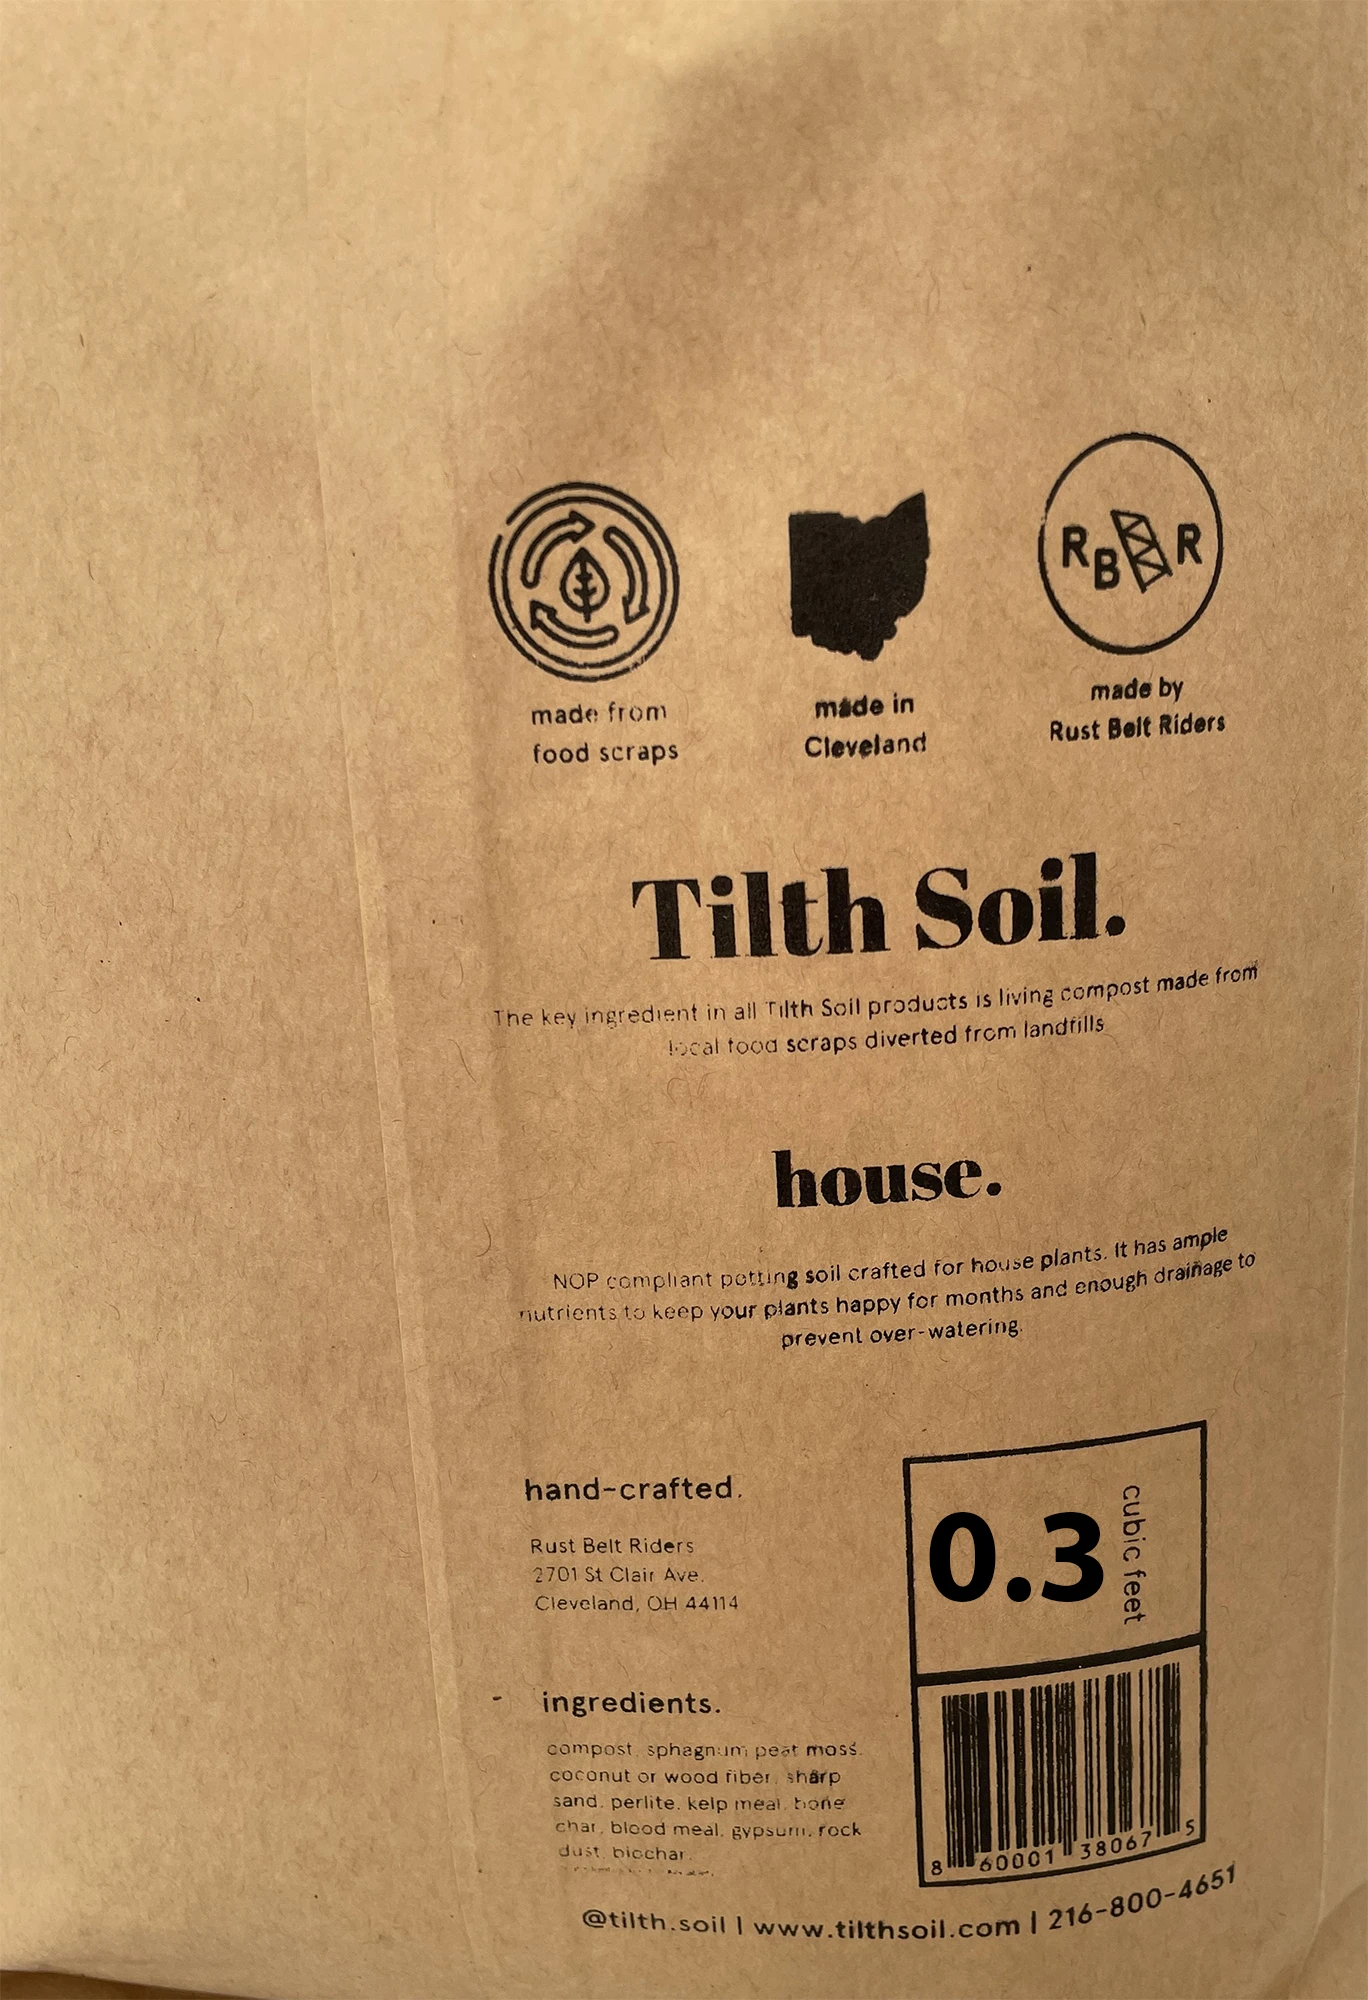 RBR
made from
food scraps
made in
Cleveland
made by
Rust Belt Riders
Tilth Soil.
The key ingredient in all Tilth Soil products is living compost made from
local food scraps diverted from landfills
house.
NOP compliant potting soil crafted for house plants. It has ample
nutrients to keep your plants happy for months and enough drainage to
prevent over-watering.
hand-crafted.
Rust Belt Riders
2701 St Clair Ave.
Cleveland, OH 44114
0.3
cubic feet
ingredients.
compost, sphagnum peat moss,
coconut or wood fiber, sharp
sand, perlite, kelp meal, bone
char, blood meal, gypsum, rock
dust, biochar.
8 60001 38067 5
@tilth.soil | www.tilthsoil.com | 216-800-4651